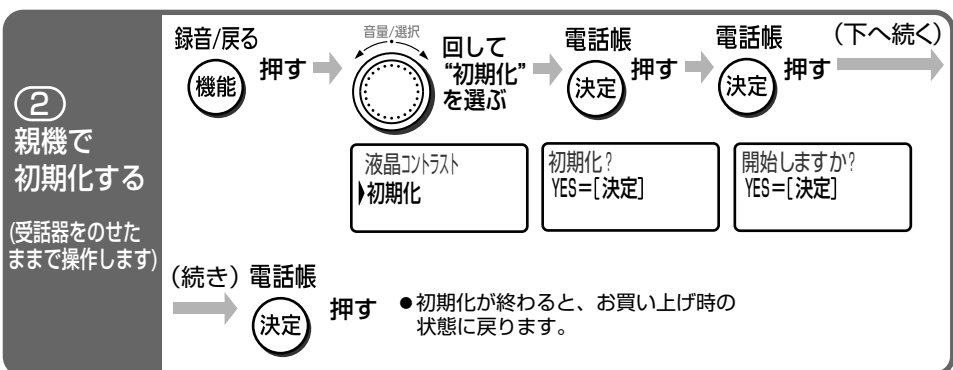 ②
親機で
初期化する
(受話器をのせた
ままで操作します)
録音/戻る
機能
押す
音量/選択
回して
“初期化”
を選ぶ
電話帳
決定
押す
電話帳
決定
押す
(下へ続く)
液晶コントラスト
初期化
初期化?
YES=[決定]
開始しますか?
YES=[決定]
(続き)
電話帳
決定
押す
●初期化が終わると、お買い上げ時の
状態に戻ります。